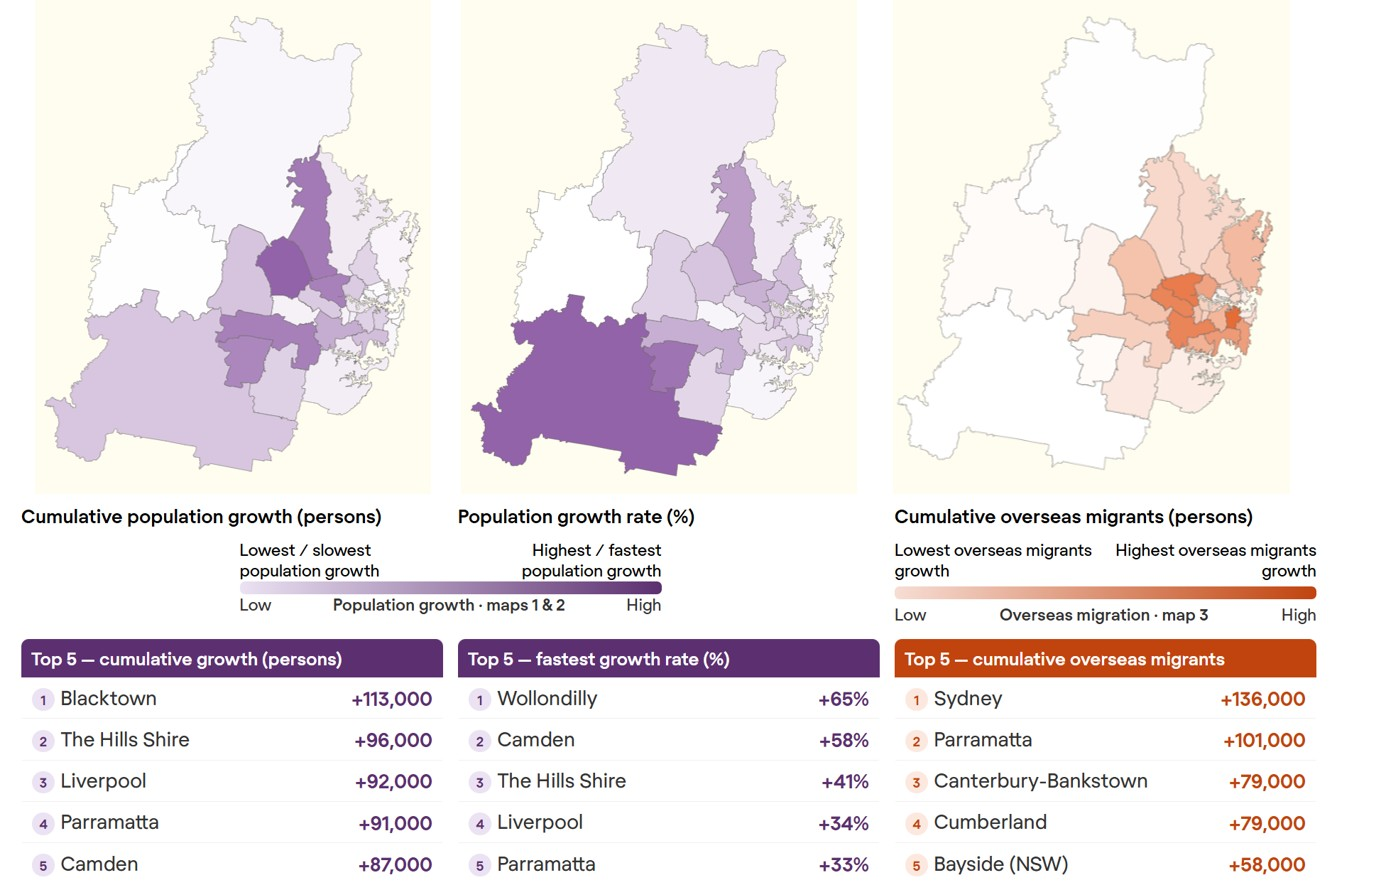 Cumulative population growth (persons)
Population growth rate (%)
Lowest / slowest
population growth
Highest / fastest
population growth
Low
Population growth · maps 1 & 2
High
Cumulative overseas migrants (persons)
Lowest overseas migrants
growth
Highest overseas migrants
growth
Low
Overseas migration · map 3
High
Top 5 — cumulative growth (persons)
1 Blacktown +113,000
2 The Hills Shire +96,000
3 Liverpool +92,000
4 Parramatta +91,000
5 Camden +87,000
Top 5 — fastest growth rate (%)
1 Wollondilly +65%
2 Camden +58%
3 The Hills Shire +41%
4 Liverpool +34%
5 Parramatta +33%
Top 5 — cumulative overseas migrants
1 Sydney +136,000
2 Parramatta +101,000
3 Canterbury-Bankstown +79,000
4 Cumberland +79,000
5 Bayside (NSW) +58,000